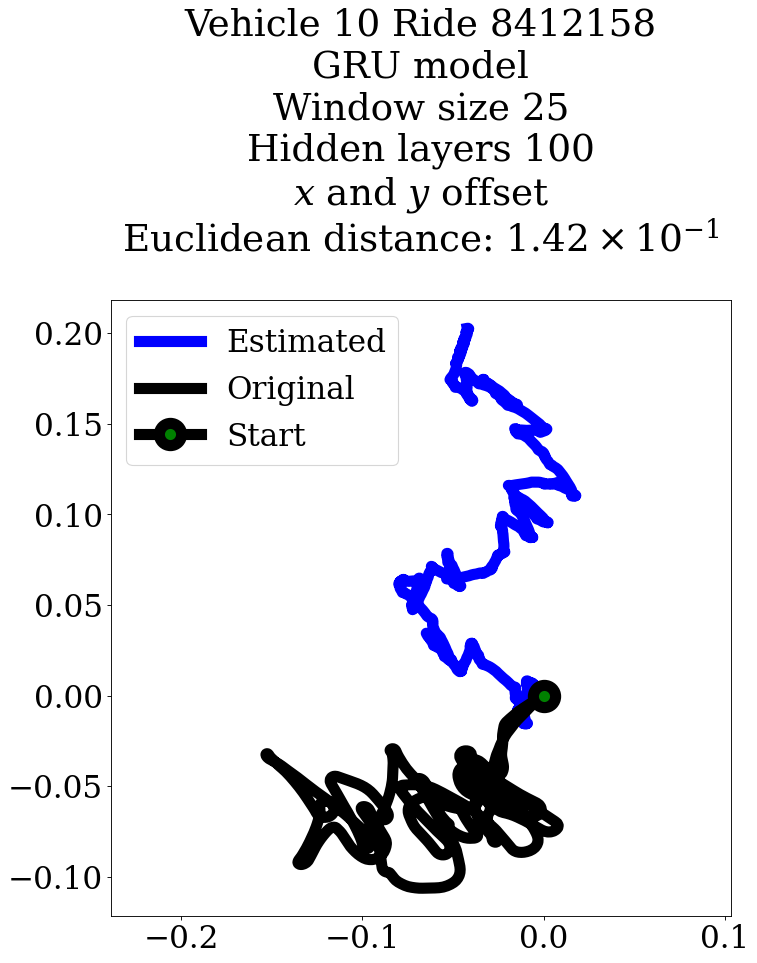 Vehicle 10 Ride 8412158
GRU model
Window size 25
Hidden layers 100
x and y offset
Euclidean distance: 1.42 × 10⁻¹
Estimated
Original
Start
0.20
0.15
0.10
0.05
0.00
−0.05
−0.10
−0.2 −0.1 0.0 0.1